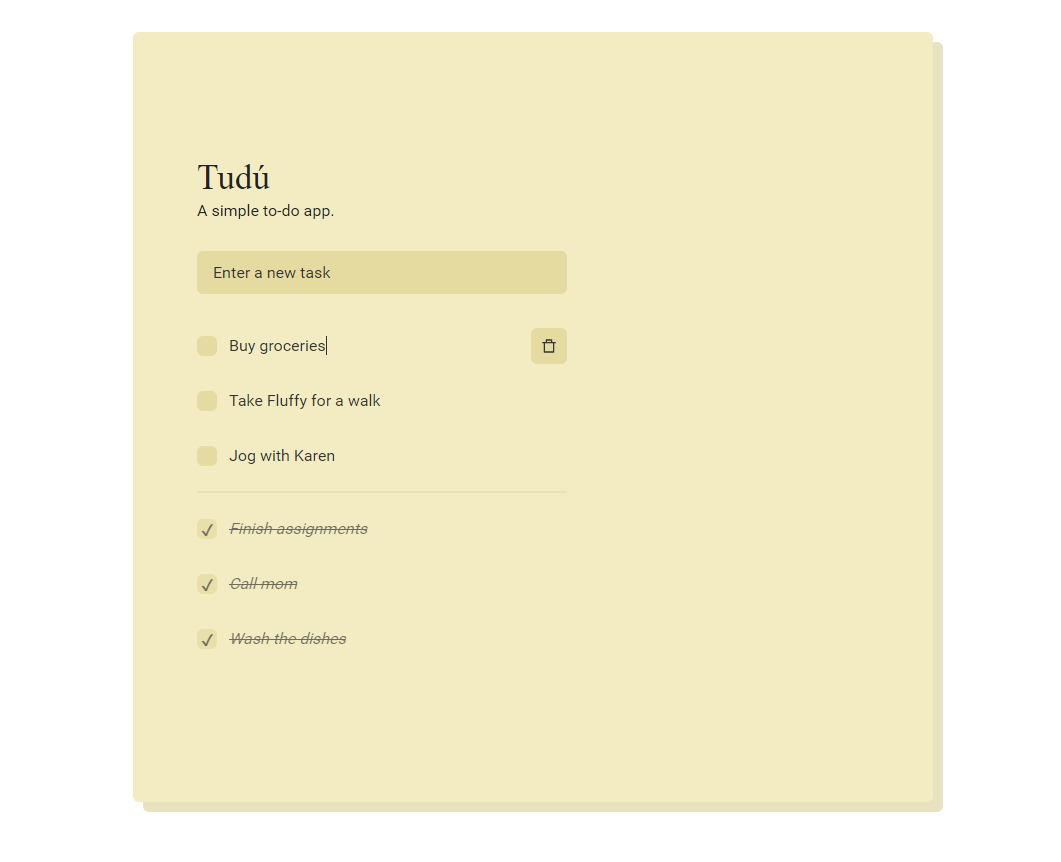 Tudú
A simple to-do app.
Enter a new task
Buy groceries
Take Fluffy for a walk
Jog with Karen
Finish assignments
Call mom
Wash the dishes